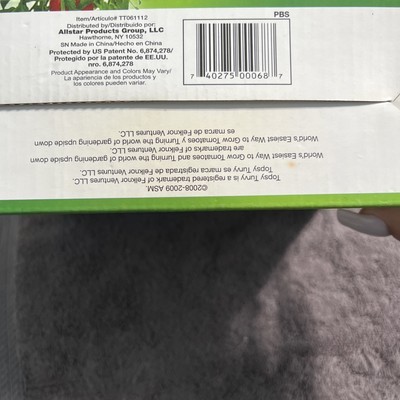 Item/Artículo# TT061112
Distributed by/Distribuido por:
Allstar Products Group, LLC
Hawthorne, NY 10532
SN Made in China/Hecho en China
Protected by US Patent No. 6,874,278/
Protegido por la patente de EE.UU.
nro. 6,874,278
Product Appearance and Colors May Vary/
La apariencia de los productos y
los colores pueden variar.
PBS
7 40275 00068 7
©2008-2009 ASM.
Topsy Turvy is a registered trademark of Felknor Ventures LLC.
Topsy Turvy es marca registrada de Felknor Ventures LLC.
World's Easiest Way to Grow Tomatoes and Turning the world of gardening upside down
are trademarks of Felknor Ventures LLC.
World's Easiest Way to Grow Tomatoes y Turning the world of gardening upside down
es marca de Felknor Ventures LLC.